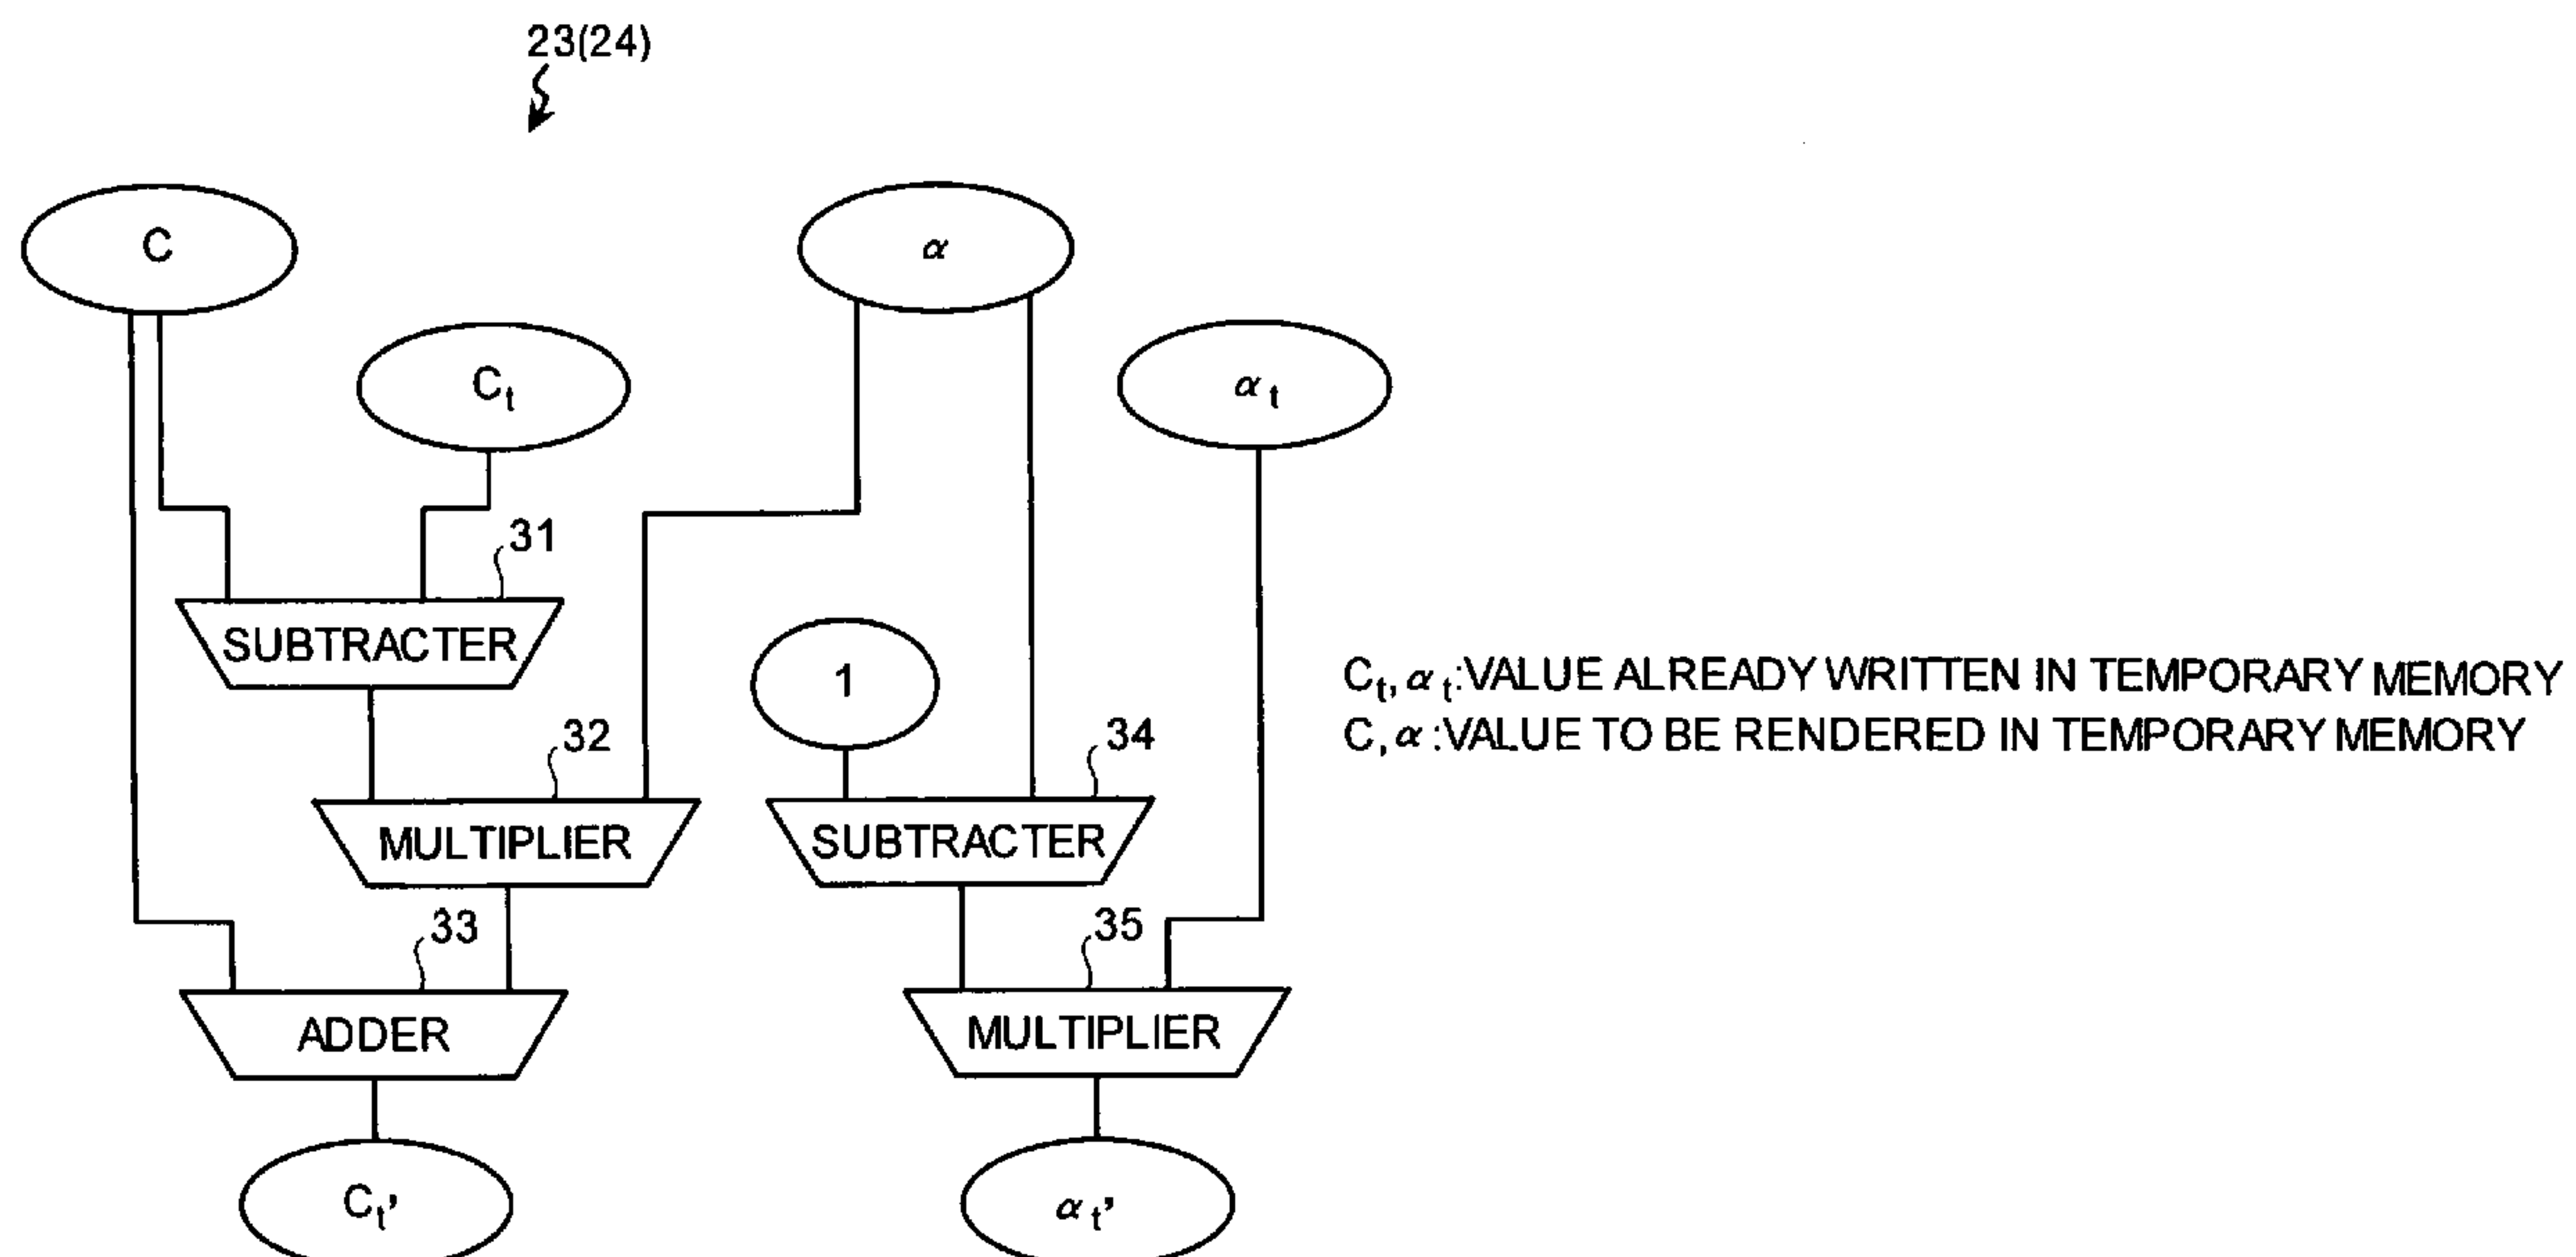 23(24)
C
α
Ct
αt
31
SUBTRACTER
1
Ct, αt:VALUE ALREADY WRITTEN IN TEMPORARY MEMORY
C, α:VALUE TO BE RENDERED IN TEMPORARY MEMORY
32
34
MULTIPLIER
SUBTRACTER
33
35
ADDER
MULTIPLIER
Ct'
αt'